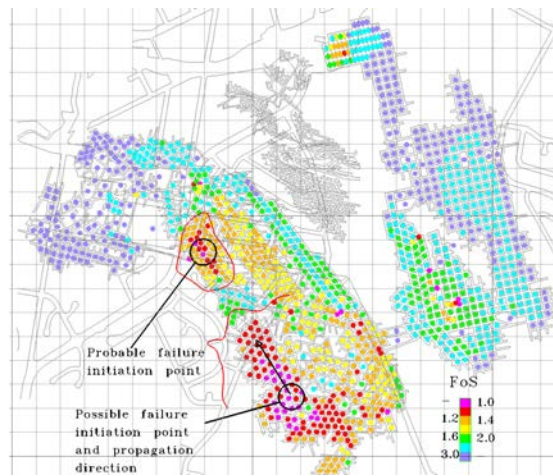 Probable failure
initiation point
Possible failure
initiation point
and propagation
direction
FoS
1.0
1.2 1.4
1.6 2.0
3.0